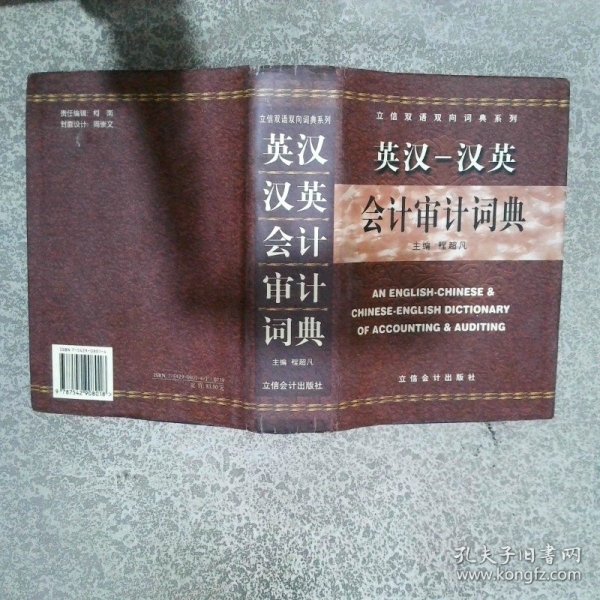 责任编辑：程 雨
封面设计：周崇文
9 787542 908018 >
立信双语双向词典系列
英汉
汉英
会计
审计
词典
主编 程超凡
立信会计出版社
立信双语双向词典系列
英汉-汉英
会计审计词典
主编 程超凡
AN ENGLISH-CHINESE &
CHINESE-ENGLISH DICTIONARY
OF ACCOUNTING & AUDITING
立信会计出版社
孔夫子旧书网
www.kongfz.com